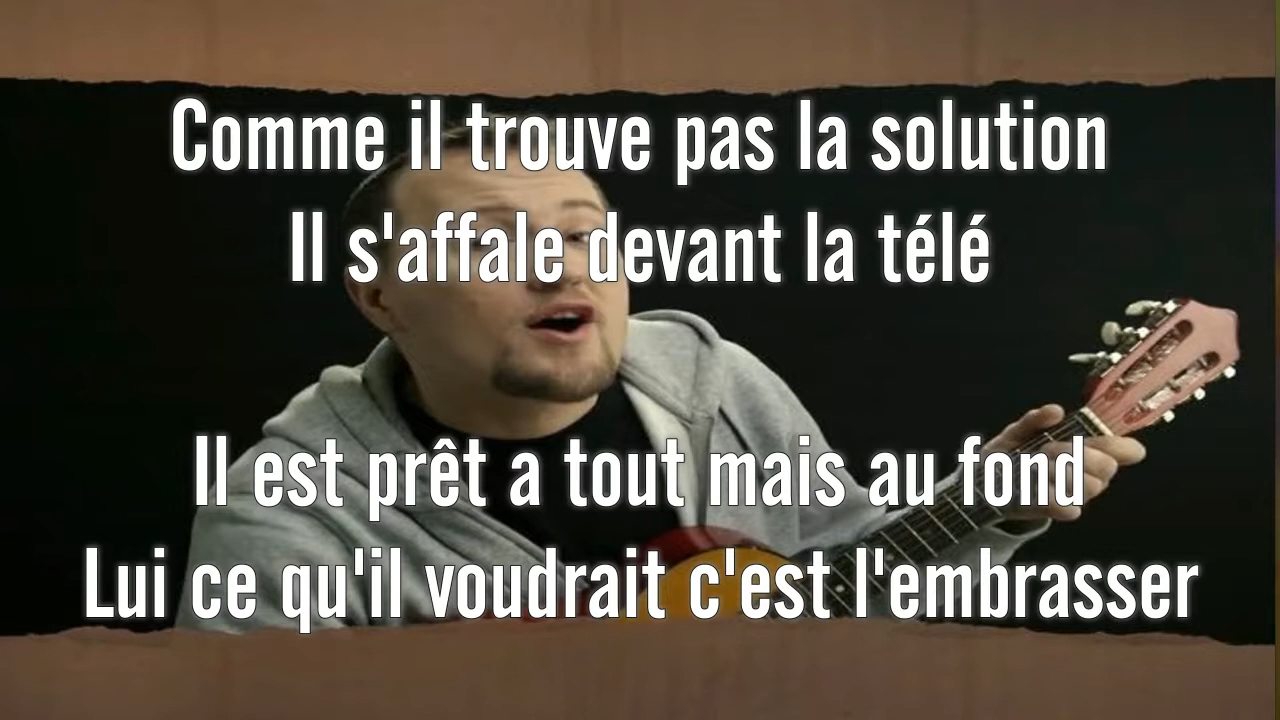 Comme il trouve pas la solution
Il s'affale devant la télé
Il est prêt a tout mais au fond
Lui ce qu'il voudrait c'est l'embrasser